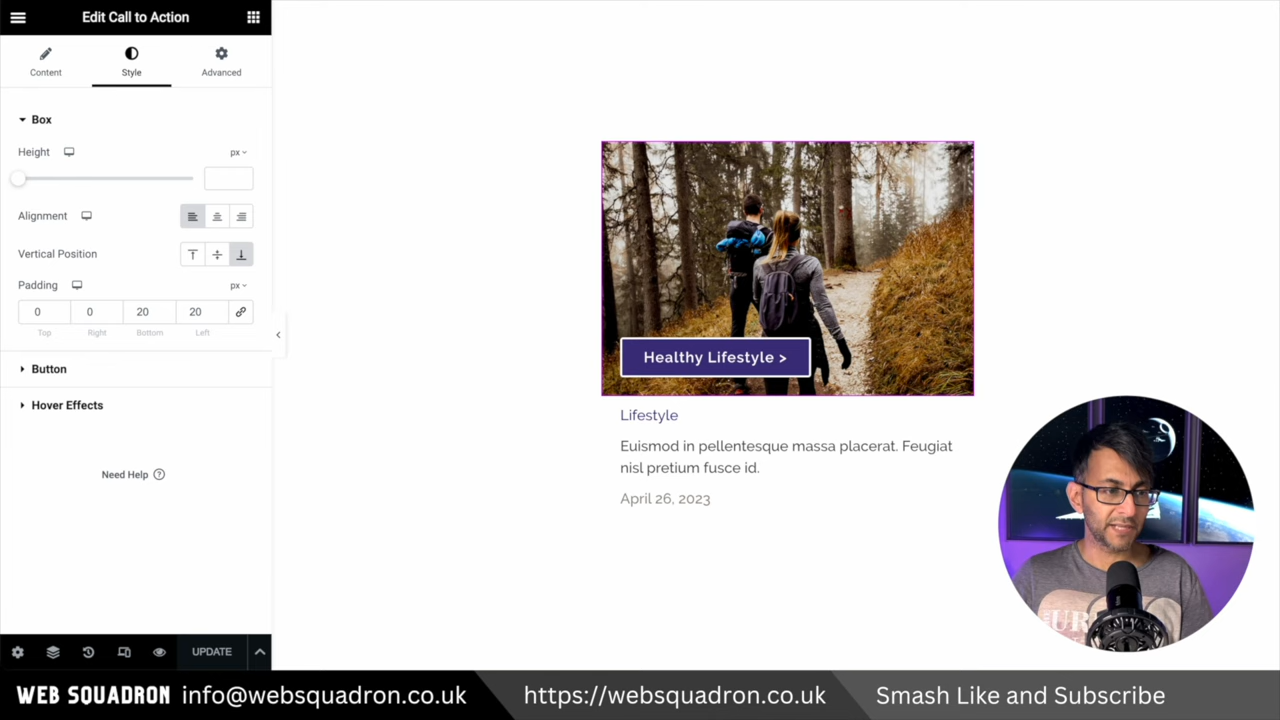 Edit Call to Action
Content
Style
Advanced
Box
Height
px
Alignment
Vertical Position
Padding
px
0 0 20 20
Top Right Bottom Left
Button
Hover Effects
Need Help ?
UPDATE
Healthy Lifestyle >
Lifestyle
Euismod in pellentesque massa placerat. Feugiat
nisl pretium fusce id.
April 26, 2023
WEB SQUADRON info@websquadron.co.uk https://websquadron.co.uk Smash Like and Subscribe